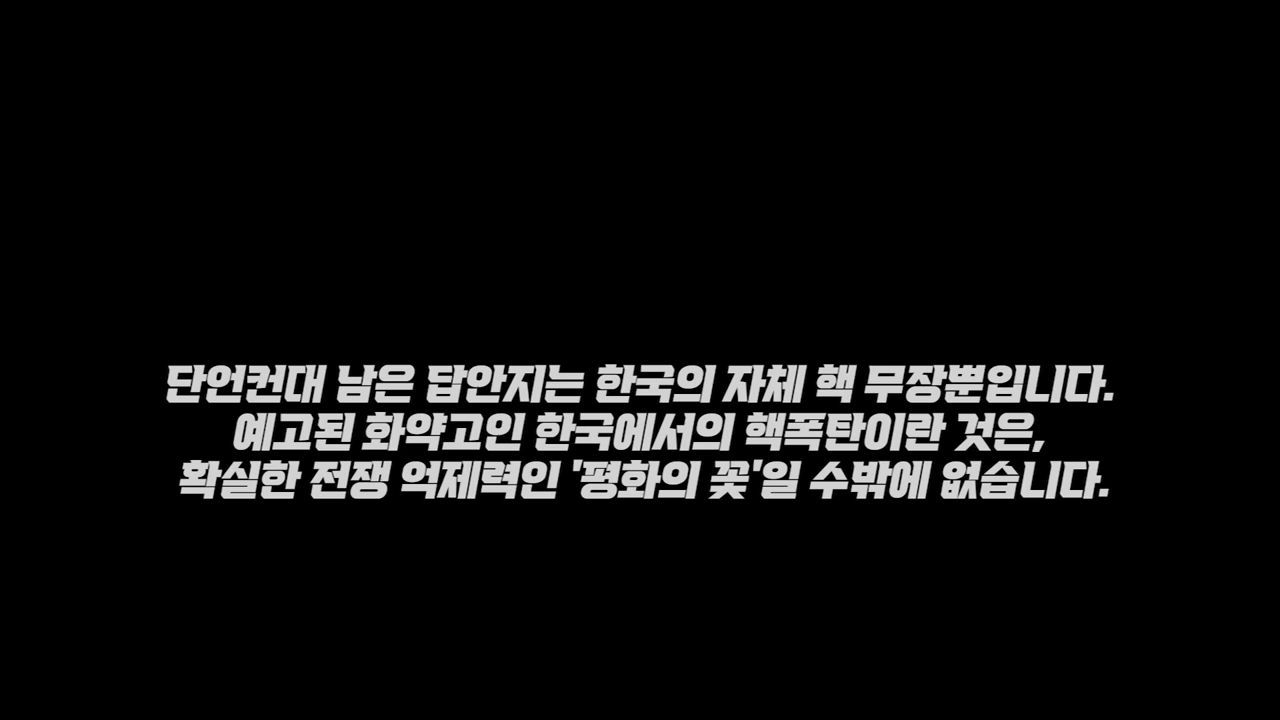 단언컨대 남은 답안지는 한국의 자체 핵 무장뿐입니다.
예고된 화약고인 한국에서의 핵폭탄이란 것은,
확실한 전쟁 억제력인 '평화의 꽃'일 수밖에 없습니다.